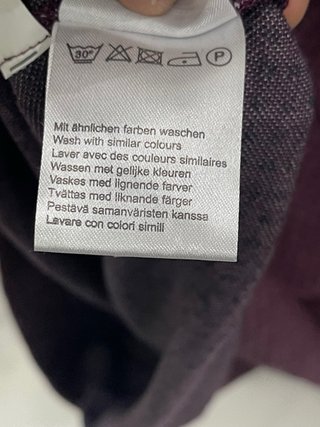 30° P
Mit ähnlichen farben waschen
Wash with similar colours
Laver avec des couleurs similaires
Wassen met gelijke kleuren
Vaskes med lignende farver
Tvättas med liknande färger
Pestävä samanväristen kanssa
Lavare con colori simili